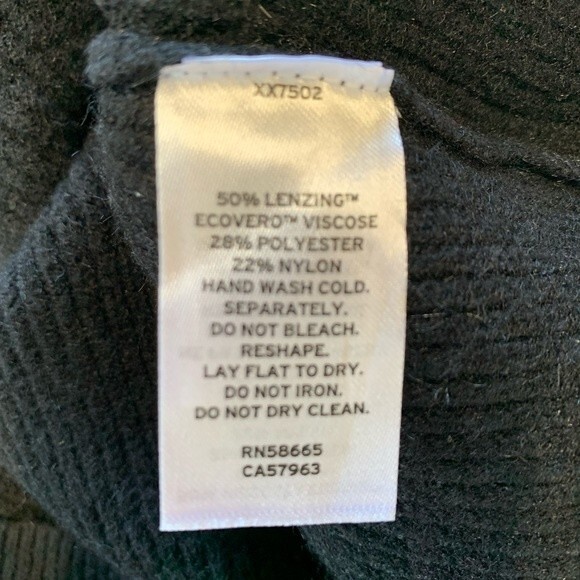 XX7502
50% LENZING™
ECOVERO™ VISCOSE
28% POLYESTER
22% NYLON
HAND WASH COLD.
SEPARATELY.
DO NOT BLEACH.
RESHAPE.
LAY FLAT TO DRY.
DO NOT IRON.
DO NOT DRY CLEAN.
RN58665
CA57963